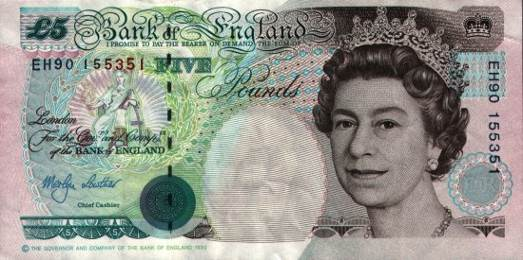 £5 Bank of England
I PROMISE TO PAY THE BEARER ON DEMAND THE SUM OF
EH90 155351 FIVE
Pounds
EH90 155351
London
For the Govr and Compa
of the BANK of ENGLAND
Chief Cashier
© THE GOVERNOR AND COMPANY OF THE BANK OF ENGLAND 1990